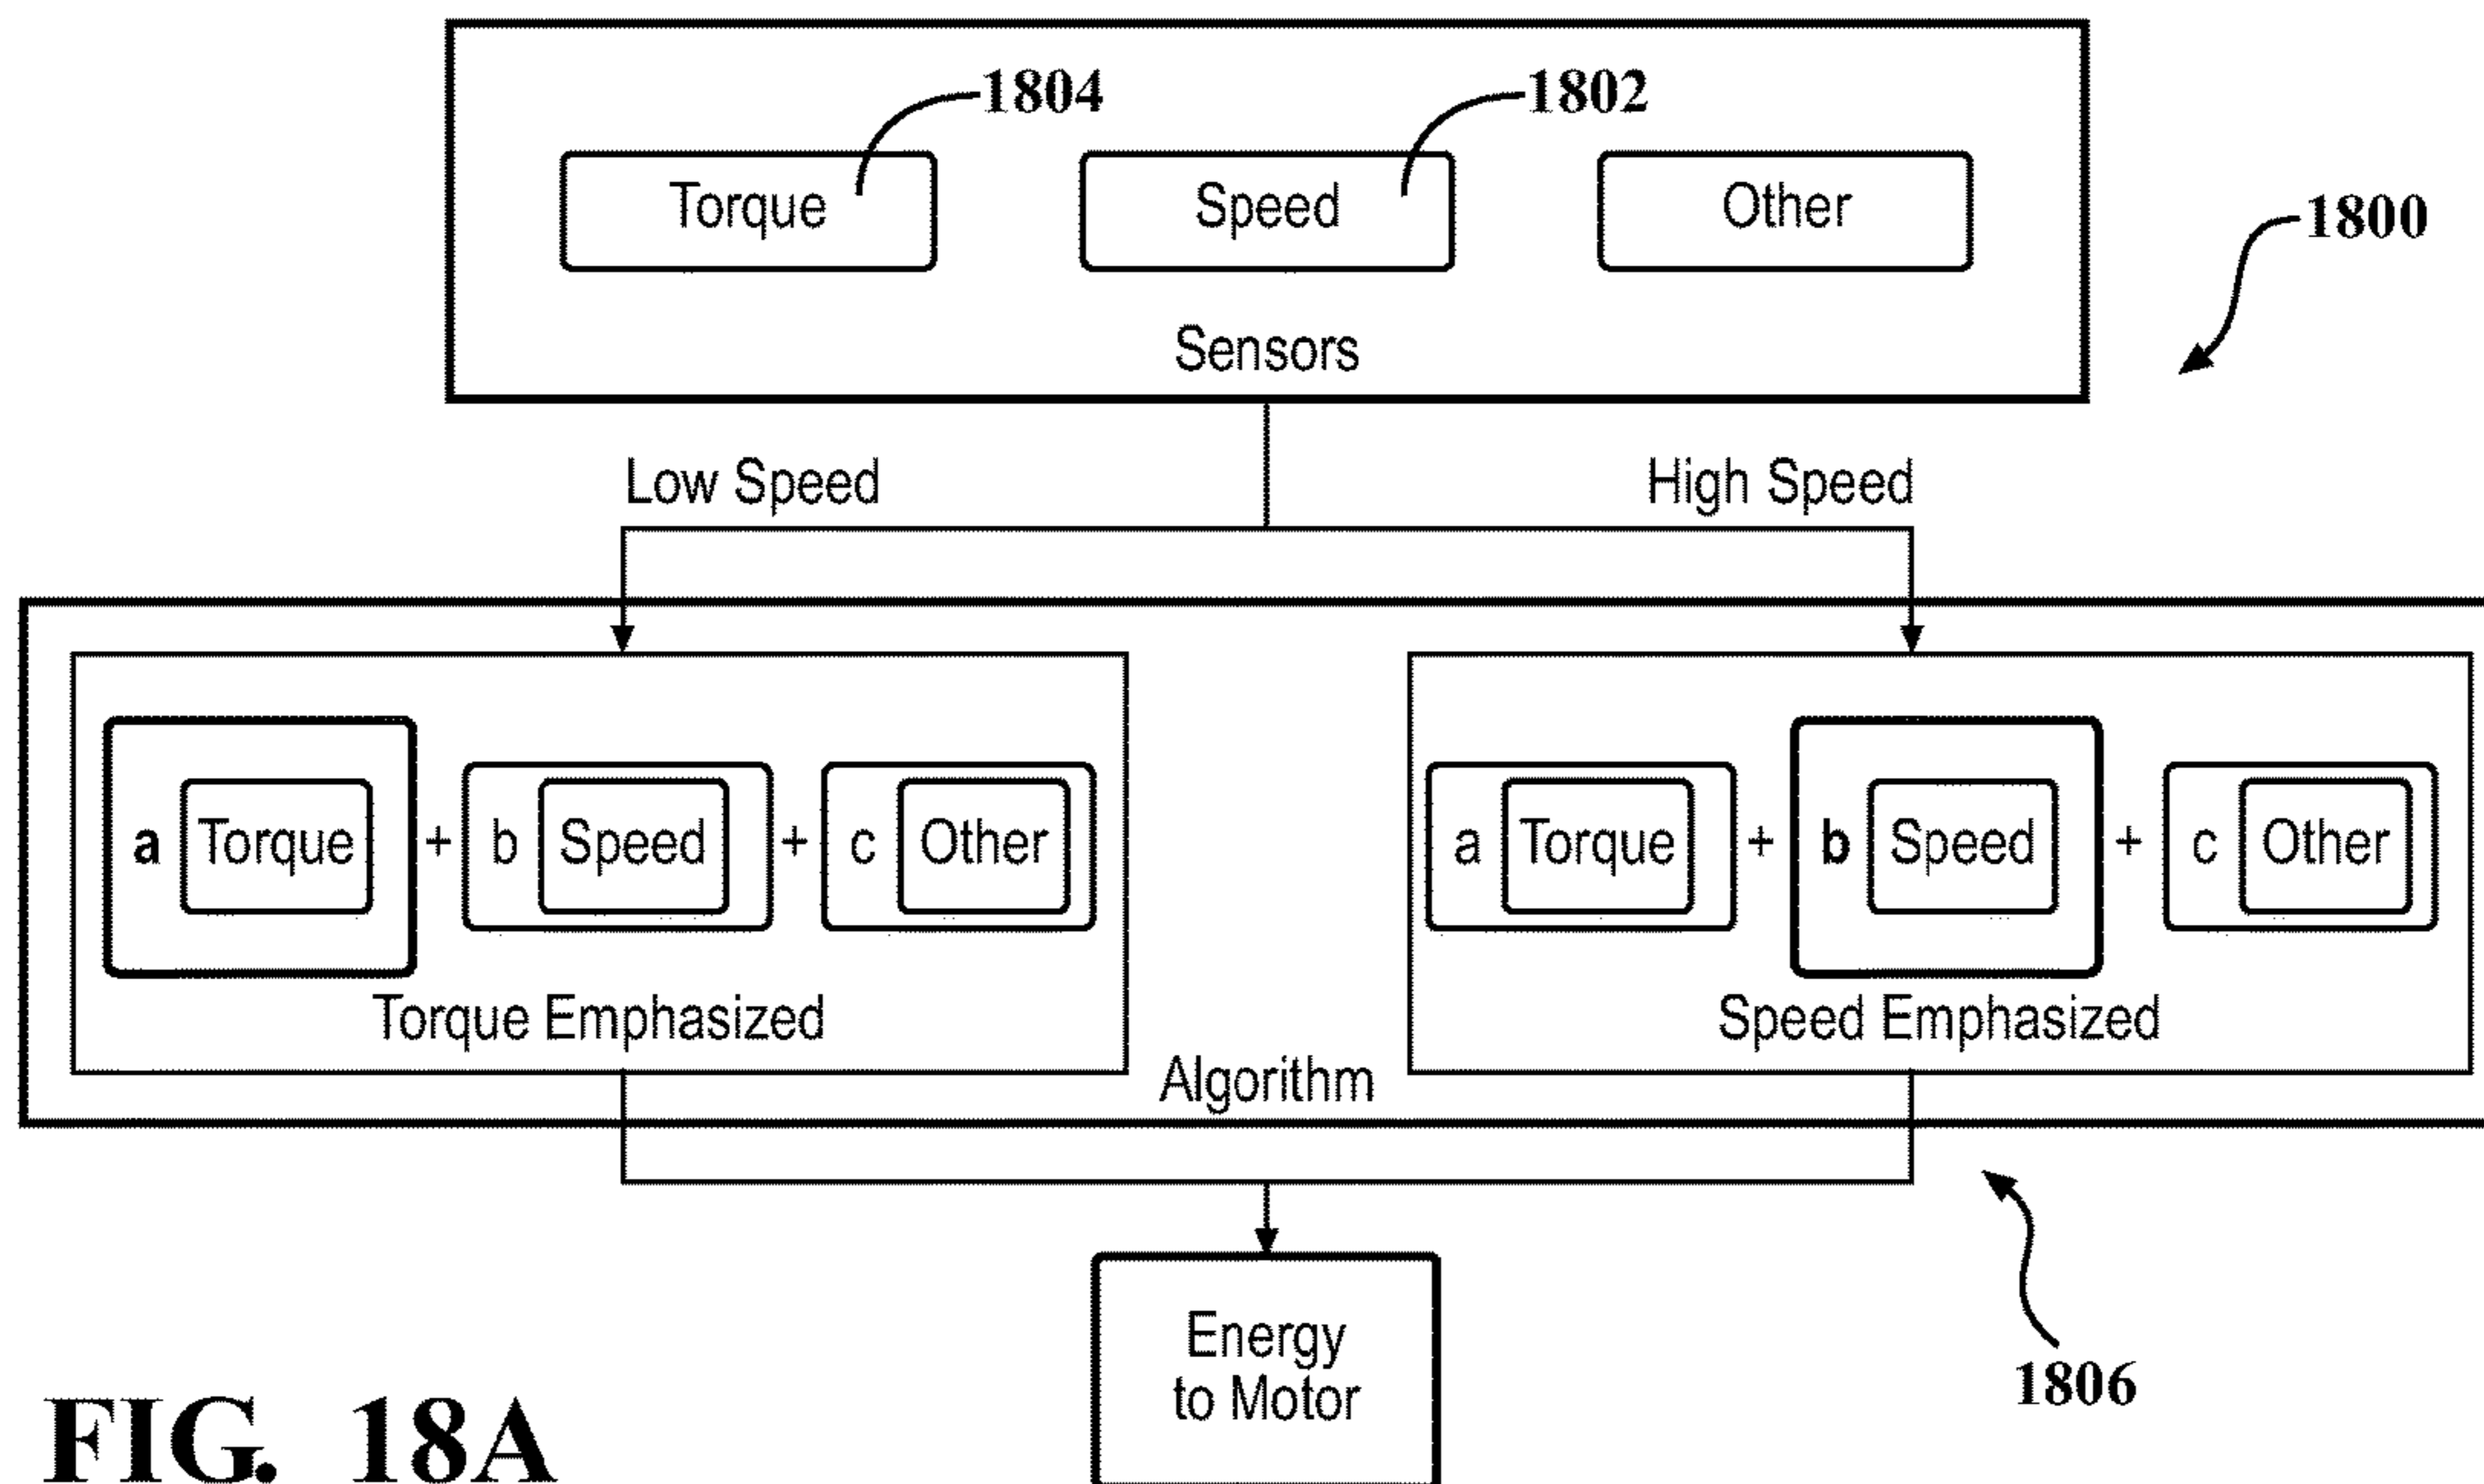 1804
1802
Torque
Speed
Other
1800
Sensors
Low Speed
High Speed
a Torque + b Speed + c Other
a Torque + b Speed + c Other
Torque Emphasized
Speed Emphasized
Algorithm
Energy
to Motor
1806
FIG. 18A